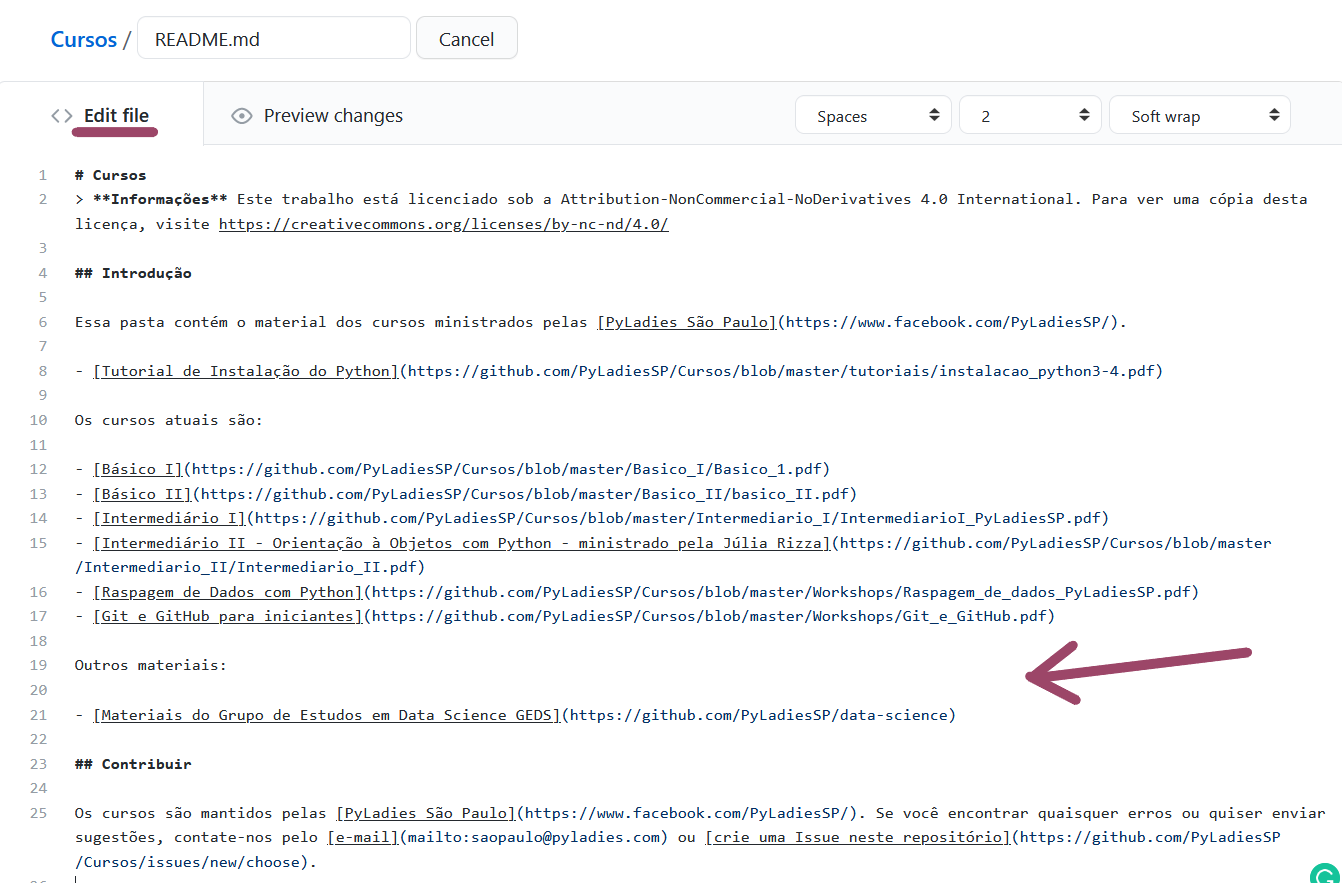 Cursos / README.md Cancel
<> Edit file Preview changes Spaces 2 Soft wrap
1 # Cursos
2 > **Informações** Este trabalho está licenciado sob a Attribution-NonCommercial-NoDerivatives 4.0 International. Para ver uma cópia desta
licença, visite https://creativecommons.org/licenses/by-nc-nd/4.0/
3
4 ## Introdução
5
6 Essa pasta contém o material dos cursos ministrados pelas [PyLadies São Paulo](https://www.facebook.com/PyLadiesSP/).
7
8 - [Tutorial de Instalação do Python](https://github.com/PyLadiesSP/Cursos/blob/master/tutoriais/instalacao_python3-4.pdf)
9
10 Os cursos atuais são:
11
12 - [Básico I](https://github.com/PyLadiesSP/Cursos/blob/master/Basico_I/Basico_1.pdf)
13 - [Básico II](https://github.com/PyLadiesSP/Cursos/blob/master/Basico_II/basico_II.pdf)
14 - [Intermediário I](https://github.com/PyLadiesSP/Cursos/blob/master/Intermediario_I/IntermediarioI_PyLadiesSP.pdf)
15 - [Intermediário II - Orientação à Objetos com Python - ministrado pela Júlia Rizza](https://github.com/PyLadiesSP/Cursos/blob/master
/Intermediario_II/Intermediario_II.pdf)
16 - [Raspagem de Dados com Python](https://github.com/PyLadiesSP/Cursos/blob/master/Workshops/Raspagem_de_dados_PyLadiesSP.pdf)
17 - [Git e GitHub para iniciantes](https://github.com/PyLadiesSP/Cursos/blob/master/Workshops/Git_e_GitHub.pdf)
18
19 Outros materiais:
20
21 - [Materiais do Grupo de Estudos em Data Science GEDS](https://github.com/PyLadiesSP/data-science)
22
23 ## Contribuir
24
25 Os cursos são mantidos pelas [PyLadies São Paulo](https://www.facebook.com/PyLadiesSP/). Se você encontrar quaisquer erros ou quiser enviar
sugestões, contate-nos pelo [e-mail](mailto:saopaulo@pyladies.com) ou [crie uma Issue neste repositório](https://github.com/PyLadiesSP
/Cursos/issues/new/choose).